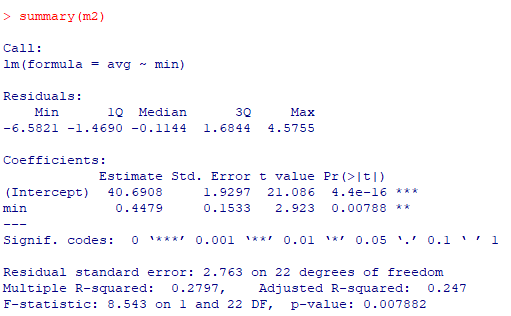 > summary(m2)
Call:
lm(formula = avg ~ min)
Residuals:
    Min      1Q  Median      3Q     Max
-6.5821 -1.4690 -0.1144  1.6844  4.5755
Coefficients:
            Estimate Std. Error t value Pr(>|t|)
(Intercept)  40.6908     1.9297  21.086  4.4e-16 ***
min           0.4479     0.1533   2.923  0.00788 **
---
Signif. codes:  0 ‘***’ 0.001 ‘**’ 0.01 ‘*’ 0.05 ‘.’ 0.1 ‘ ’ 1
Residual standard error: 2.763 on 22 degrees of freedom
Multiple R-squared:  0.2797,    Adjusted R-squared:  0.247
F-statistic: 8.543 on 1 and 22 DF,  p-value: 0.007882